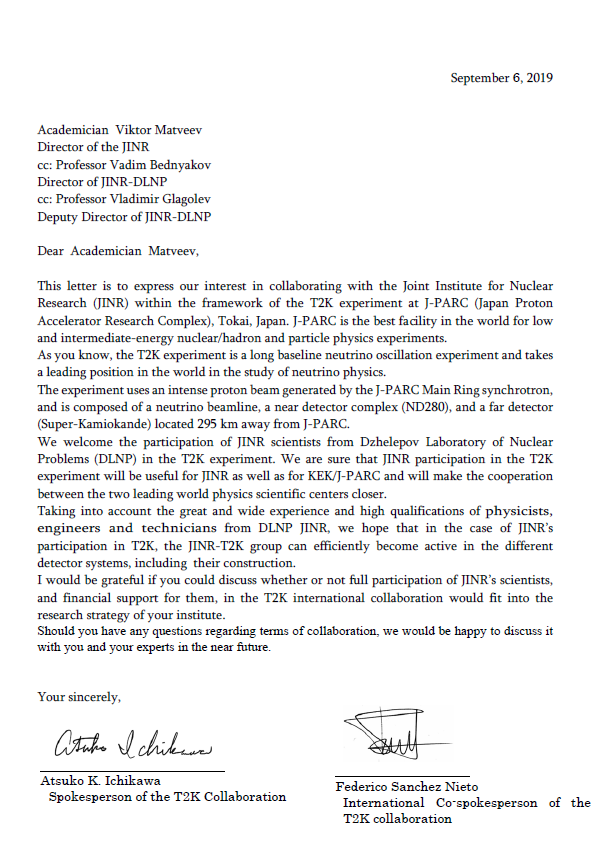 September 6, 2019
Academician Viktor Matveev
Director of the JINR
cc: Professor Vadim Bednyakov
Director of JINR-DLNP
cc: Professor Vladimir Glagolev
Deputy Director of JINR-DLNP
Dear Academician Matveev,
This letter is to express our interest in collaborating with the Joint Institute for Nuclear
Research (JINR) within the framework of the T2K experiment at J-PARC (Japan Proton
Accelerator Research Complex), Tokai, Japan. J-PARC is the best facility in the world for low
and intermediate-energy nuclear/hadron and particle physics experiments.
As you know, the T2K experiment is a long baseline neutrino oscillation experiment and takes
a leading position in the world in the study of neutrino physics.
The experiment uses an intense proton beam generated by the J-PARC Main Ring synchrotron,
and is composed of a neutrino beamline, a near detector complex (ND280), and a far detector
(Super-Kamiokande) located 295 km away from J-PARC.
We welcome the participation of JINR scientists from Dzhelepov Laboratory of Nuclear
Problems (DLNP) in the T2K experiment. We are sure that JINR participation in the T2K
experiment will be useful for JINR as well as for KEK/J-PARC and will make the cooperation
between the two leading world physics scientific centers closer.
Taking into account the great and wide experience and high qualifications of physicists,
engineers and technicians from DLNP JINR, we hope that in the case of JINR's
participation in T2K, the JINR-T2K group can efficiently become active in the different
detector systems, including their construction.
I would be grateful if you could discuss whether or not full participation of JINR's scientists,
and financial support for them, in the T2K international collaboration would fit into the
research strategy of your institute.
Should you have any questions regarding terms of collaboration, we would be happy to discuss it
with you and your experts in the near future.
Your sincerely,
Atsuko Ichikawa
Atsuko K. Ichikawa
Spokesperson of the T2K Collaboration
Federico Sanchez Nieto
International Co-spokesperson of the
T2K collaboration